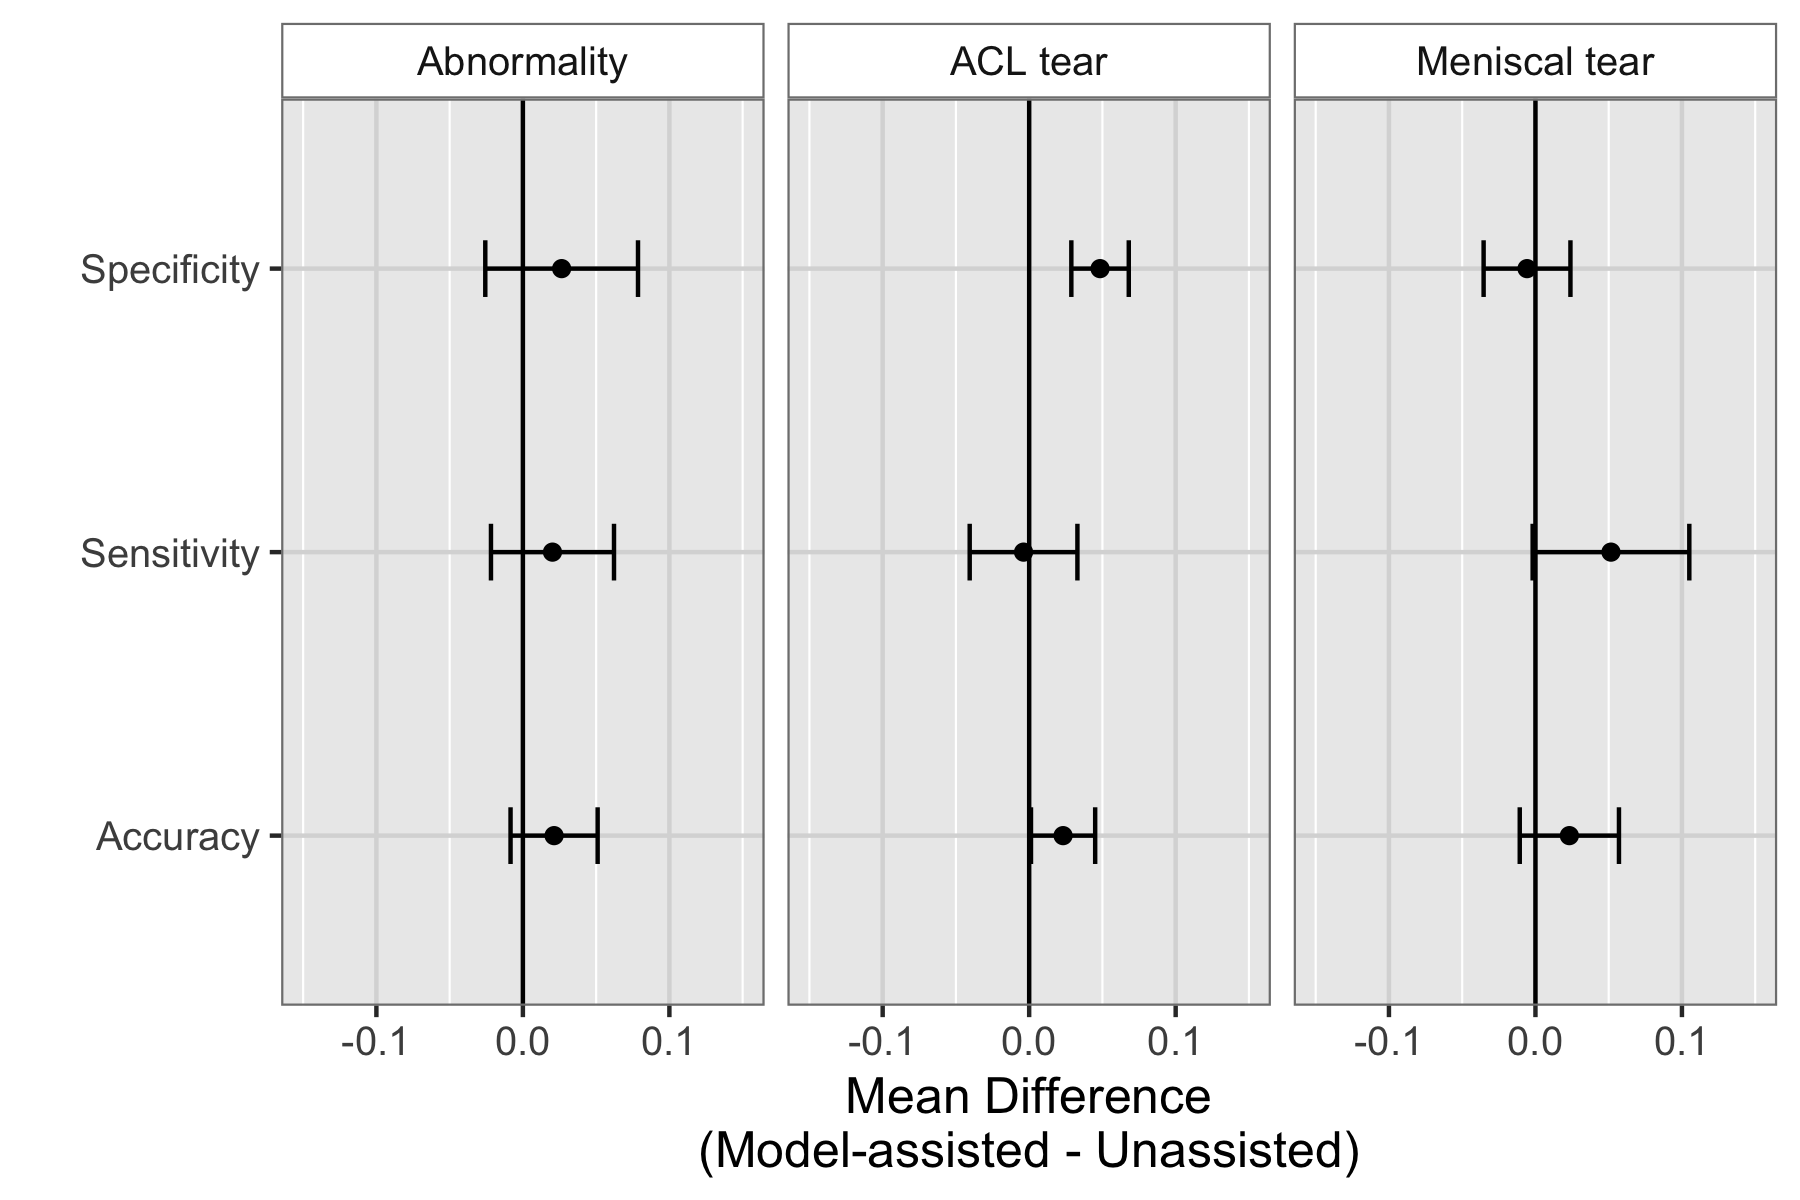 Abnormality
ACL tear
Meniscal tear
Specificity
Sensitivity
Accuracy
-0.1 0.0 0.1
-0.1 0.0 0.1
-0.1 0.0 0.1
Mean Difference
(Model-assisted - Unassisted)